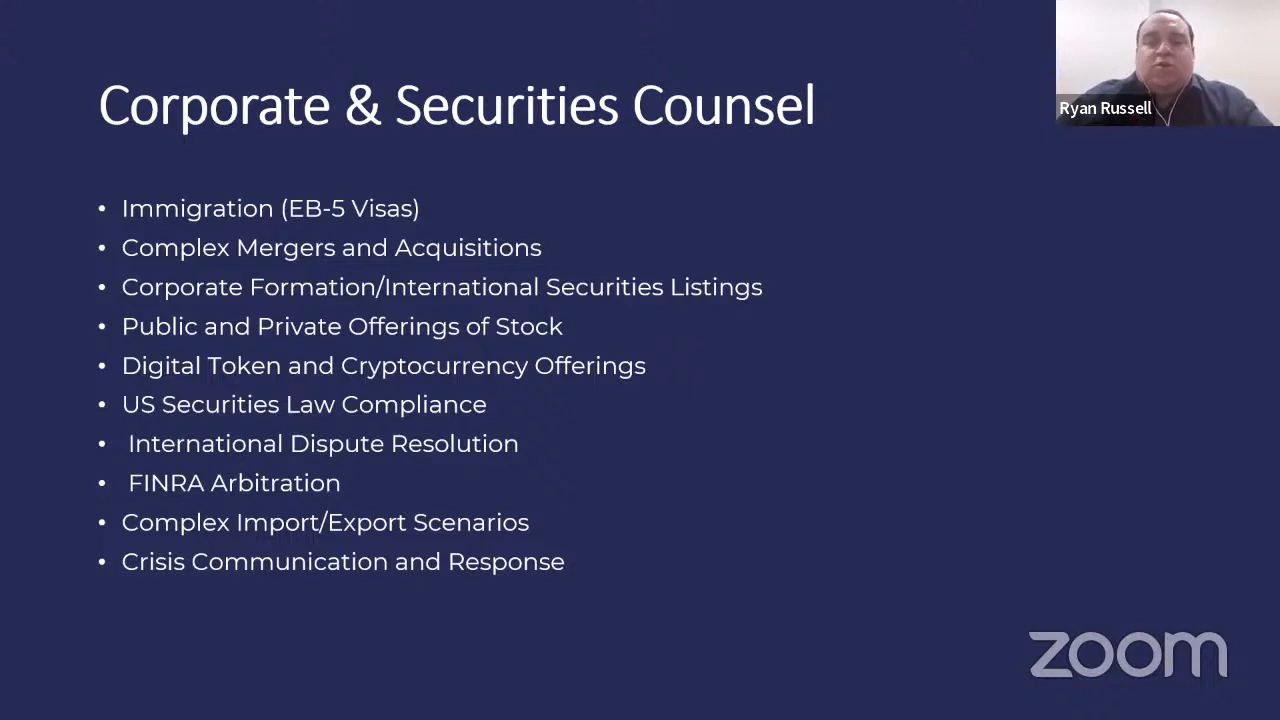 Corporate & Securities Counsel
Ryan Russell
• Immigration (EB-5 Visas)
• Complex Mergers and Acquisitions
• Corporate Formation/International Securities Listings
• Public and Private Offerings of Stock
• Digital Token and Cryptocurrency Offerings
• US Securities Law Compliance
• International Dispute Resolution
• FINRA Arbitration
• Complex Import/Export Scenarios
• Crisis Communication and Response
zoom